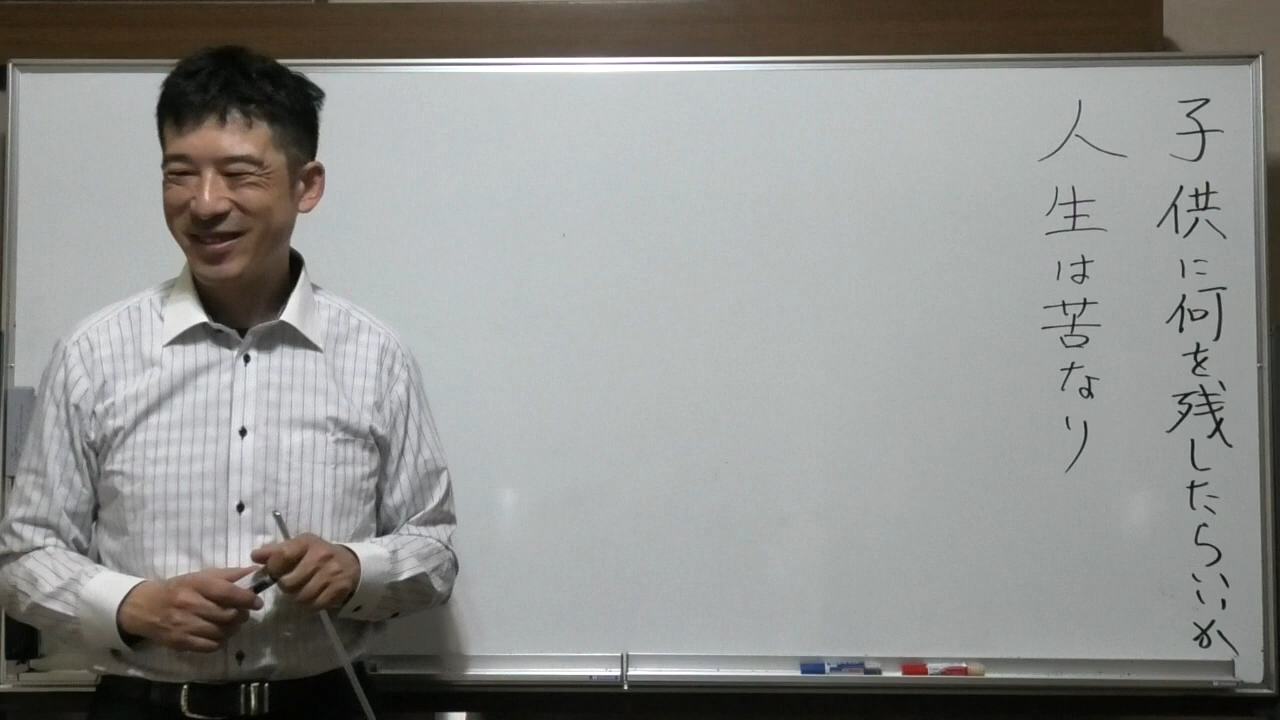 子供に何を残したらいいか
人生は苦なり